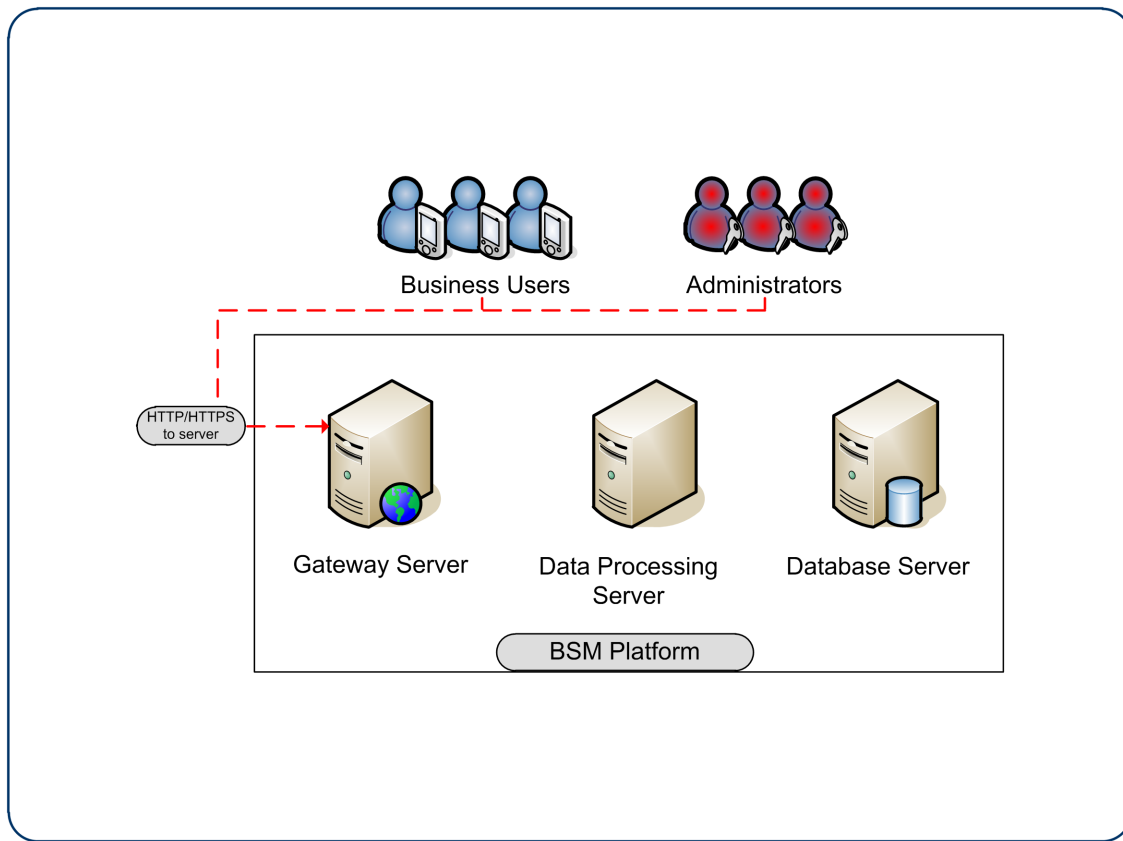 Business Users
Administrators
HTTP/HTTPS
to server
Gateway Server
Data Processing
Server
Database Server
BSM Platform